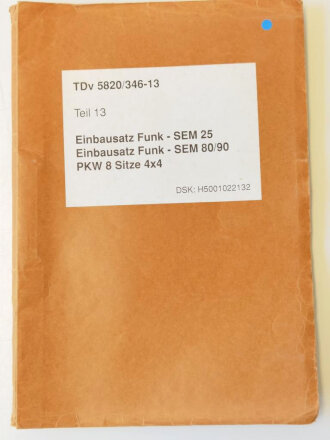 TDv 5820/346-13
Teil 13
Einbausatz Funk - SEM 25
Einbausatz Funk - SEM 80/90
PKW 8 Sitze 4x4
DSK: H5001022132